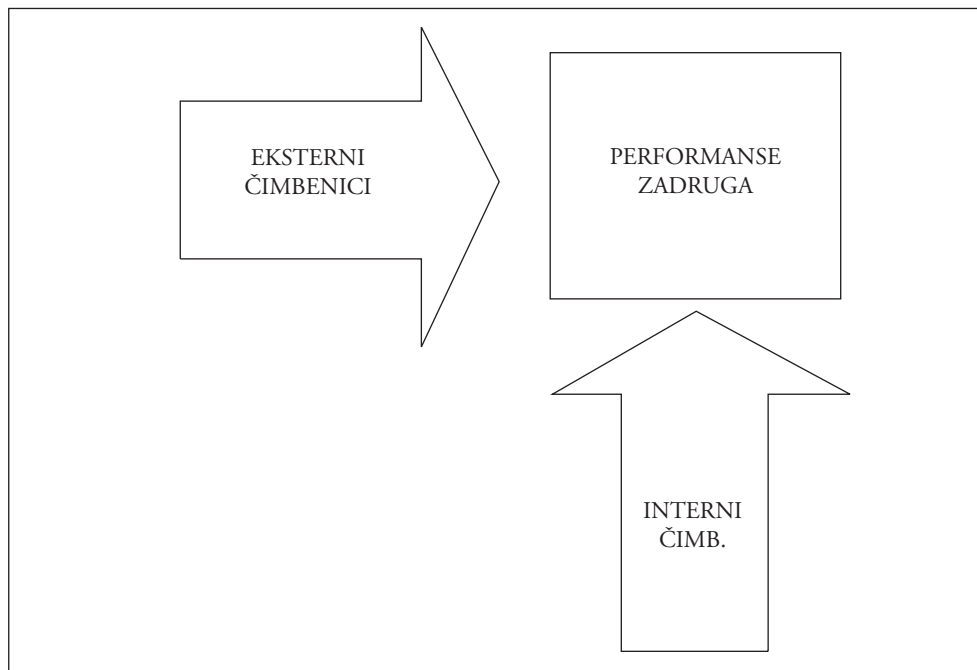 EKSTERNI
ČIMBENICI
PERFORMANSE
ZADRUGA
INTERNI
ČIMB.